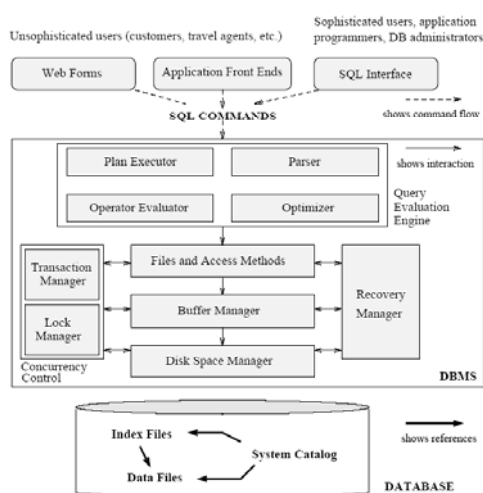 Unsophisticated users (customers, travel agents, etc.)
Sophisticated users, application
programmers, DB administrators
Web Forms
Application Front Ends
SQL Interface
SQL COMMANDS
shows command flow
Plan Executor
Parser
shows interaction
Operator Evaluator
Optimizer
Query
Evaluation
Engine
Transaction
Manager
Files and Access Methods
Lock
Manager
Buffer Manager
Recovery
Manager
Disk Space Manager
Concurrency
Control
DBMS
Index Files
System Catalog
Data Files
shows references
DATABASE